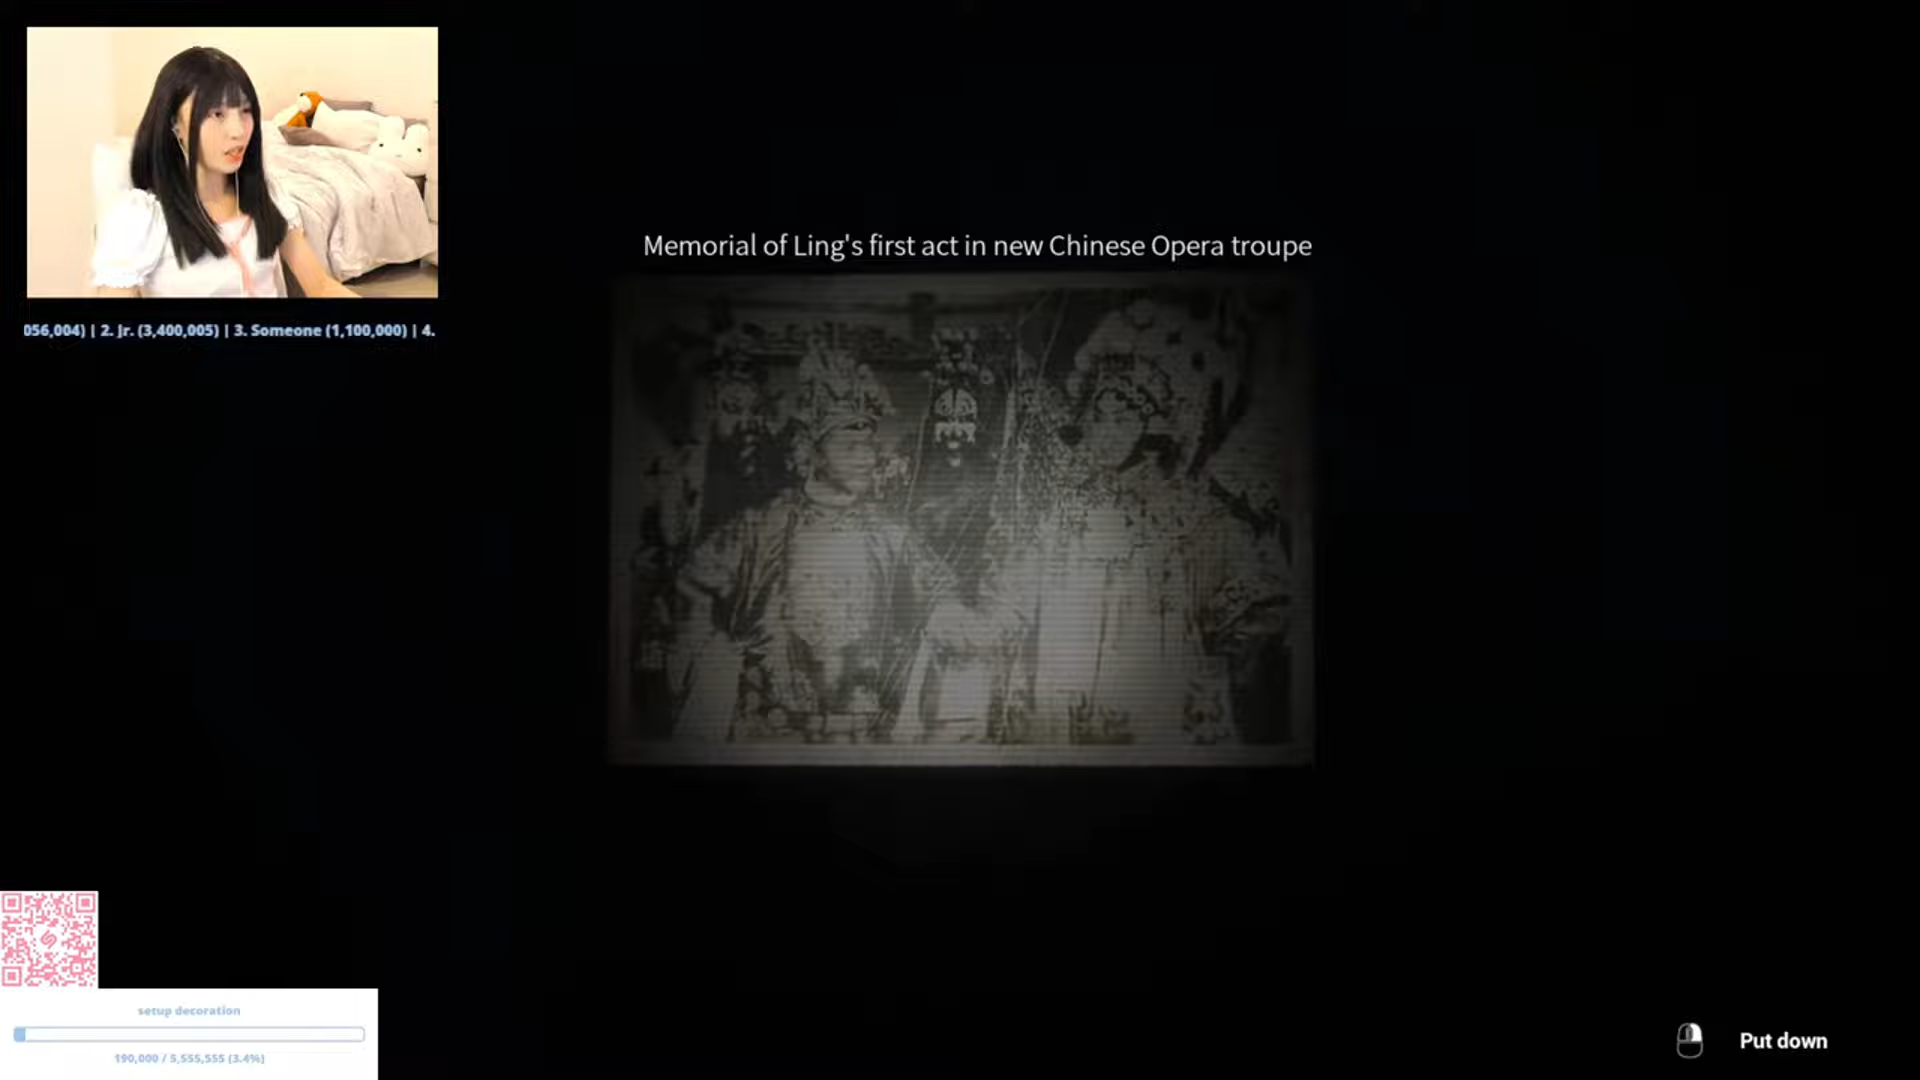 Memorial of Ling's first act in new Chinese Opera troupe
056,004) | 2. Jr. (3,400,005) | 3. Someone (1,100,000) | 4.
setup decoration
190,000 / 5,555,555 (3.4%)
Put down